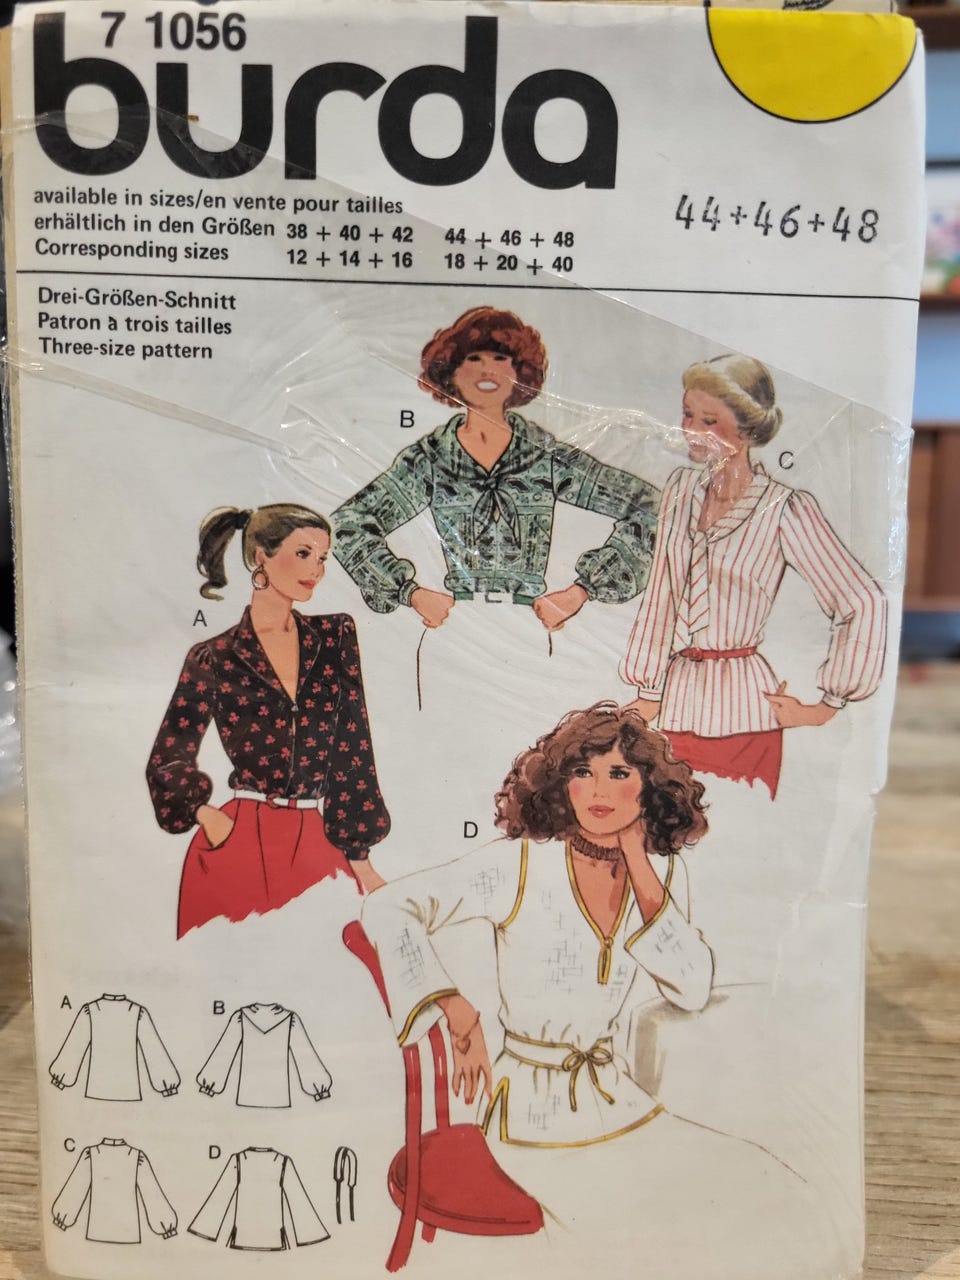 7 1056
burda
available in sizes/en vente pour tailles
erhältlich in den Größen 38 + 40 + 42 44 + 46 + 48
Corresponding sizes 12 + 14 + 16 18 + 20 + 40
44+46+48
Drei-Größen-Schnitt
Patron à trois tailles
Three-size pattern
B
C
A
D
A
B
C
D